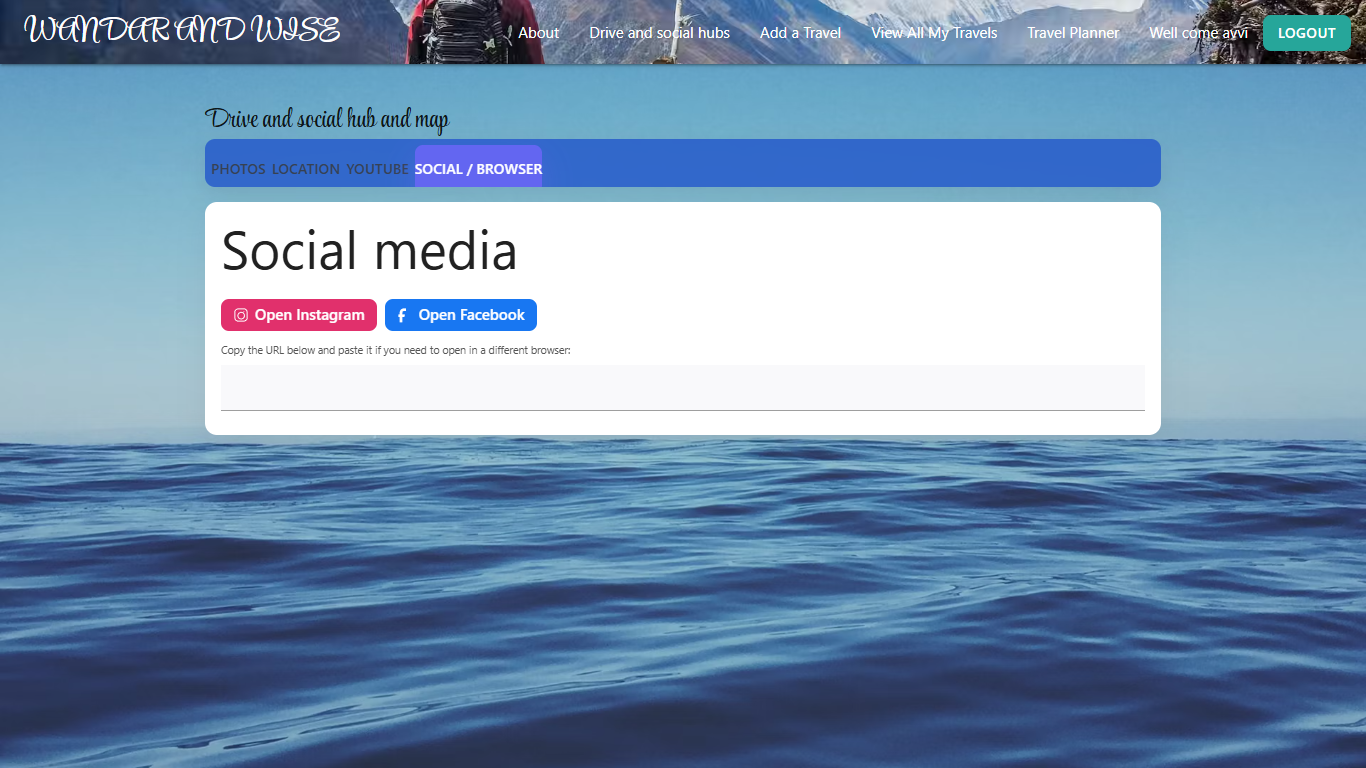 WANDAR AND WISE
About Drive and social hubs Add a Travel View All My Travels Travel Planner Well come avvi LOGOUT
Drive and social hub and map
PHOTOS LOCATION YOUTUBE SOCIAL / BROWSER
Social media
Open Instagram Open Facebook
Copy the URL below and paste it if you need to open in a different browser: